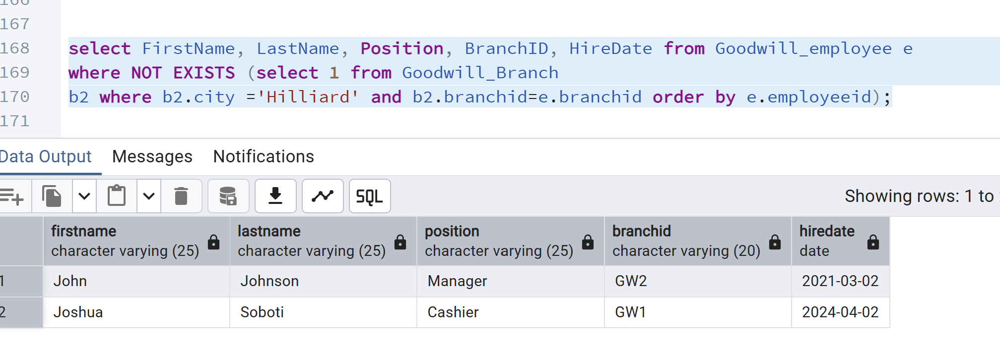 166
167
168 select FirstName, LastName, Position, BranchID, HireDate from Goodwill_employee e
169 where NOT EXISTS (select 1 from Goodwill_Branch
170 b2 where b2.city ='Hilliard' and b2.branchid=e.branchid order by e.employeeid);
171
Data Output Messages Notifications
SQL Showing rows: 1 to
firstname lastname position branchid hiredate
character varying (25) character varying (25) character varying (25) character varying (20) date
1 John Johnson Manager GW2 2021-03-02
2 Joshua Soboti Cashier GW1 2024-04-02